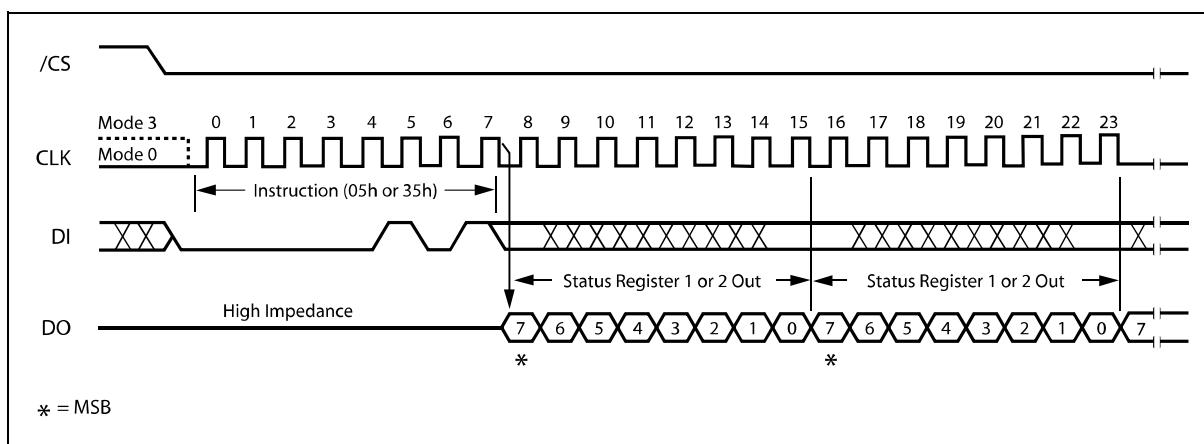 /CS
Mode 3
0 1 2 3 4 5 6 7 8 9 10 11 12 13 14 15 16 17 18 19 20 21 22 23
CLK
Mode 0
Instruction (05h or 35h)
DI
Status Register 1 or 2 Out
Status Register 1 or 2 Out
High Impedance
DO
7 6 5 4 3 2 1 0 7 6 5 4 3 2 1 0 7
* *
* = MSB